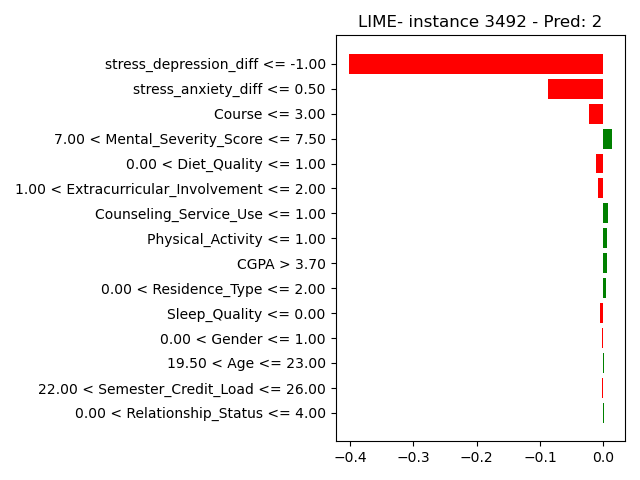 LIME- instance 3492 - Pred: 2
stress_depression_diff <= -1.00
stress_anxiety_diff <= 0.50
Course <= 3.00
7.00 < Mental_Severity_Score <= 7.50
0.00 < Diet_Quality <= 1.00
1.00 < Extracurricular_Involvement <= 2.00
Counseling_Service_Use <= 1.00
Physical_Activity <= 1.00
CGPA > 3.70
0.00 < Residence_Type <= 2.00
Sleep_Quality <= 0.00
0.00 < Gender <= 1.00
19.50 < Age <= 23.00
22.00 < Semester_Credit_Load <= 26.00
0.00 < Relationship_Status <= 4.00
−0.4 −0.3 −0.2 −0.1 0.0